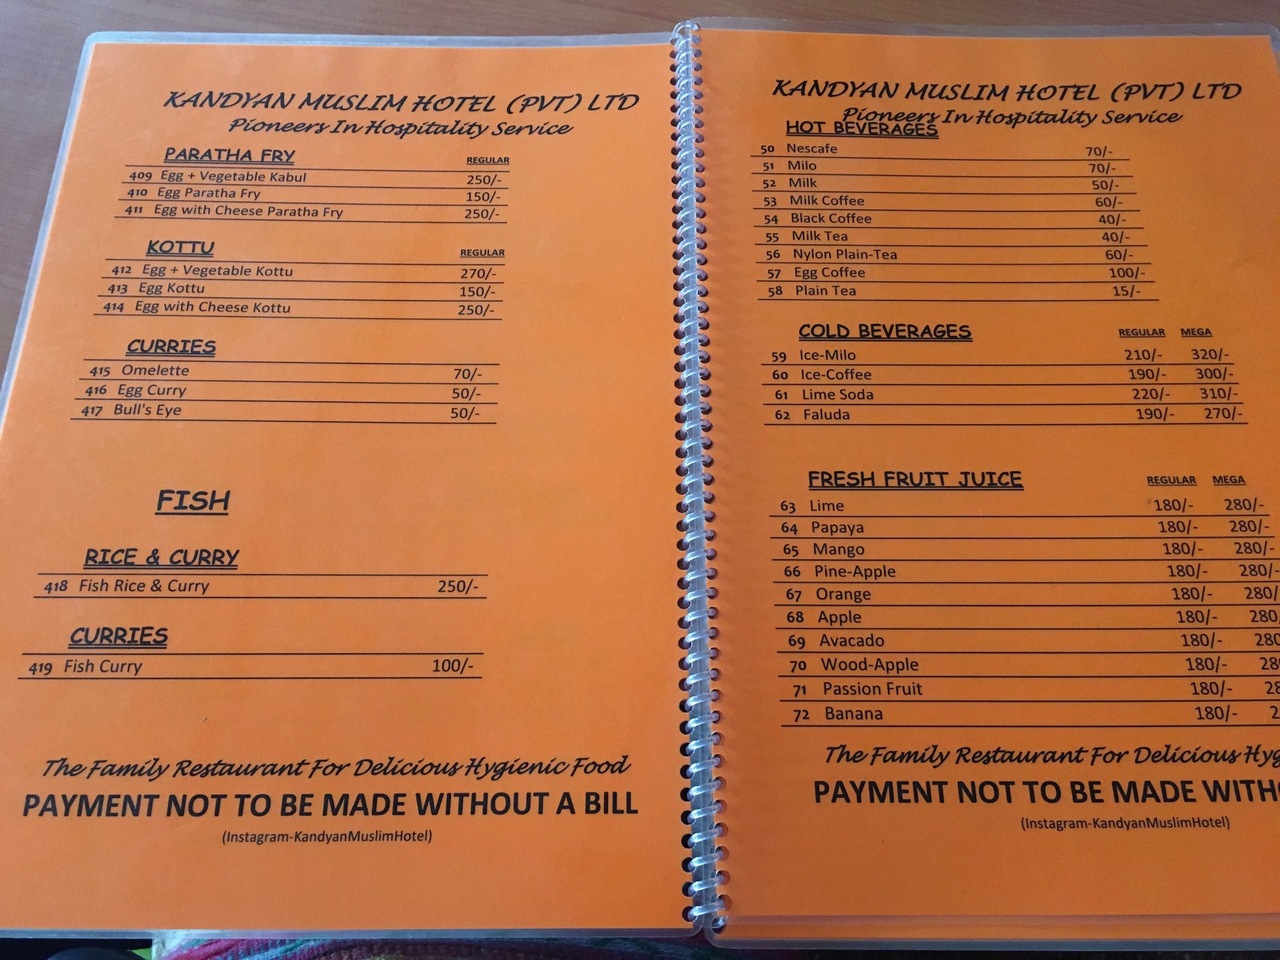 KANDYAN MUSLIM HOTEL (PVT) LTD
Pioneers In Hospitality Service
PARATHA FRY REGULAR
409 Egg + Vegetable Kabul 250/-
410 Egg Paratha Fry 150/-
411 Egg with Cheese Paratha Fry 250/-
KOTTU REGULAR
412 Egg + Vegetable Kottu 270/-
413 Egg Kottu 150/-
414 Egg with Cheese Kottu 250/-
CURRIES
415 Omelette 70/-
416 Egg Curry 50/-
417 Bull's Eye 50/-
FISH
RICE & CURRY
418 Fish Rice & Curry 250/-
CURRIES
419 Fish Curry 100/-
The Family Restaurant For Delicious Hygienic Food
PAYMENT NOT TO BE MADE WITHOUT A BILL
(Instagram-KandyanMuslimHotel)
KANDYAN MUSLIM HOTEL (PVT) LTD
Pioneers In Hospitality Service
HOT BEVERAGES
50 Nescafe 70/-
51 Milo 70/-
52 Milk 50/-
53 Milk Coffee 60/-
54 Black Coffee 40/-
55 Milk Tea 40/-
56 Nylon Plain-Tea 60/-
57 Egg Coffee 100/-
58 Plain Tea 15/-
COLD BEVERAGES REGULAR MEGA
59 Ice-Milo 210/- 320/-
60 Ice-Coffee 190/- 300/-
61 Lime Soda 220/- 310/-
62 Faluda 190/- 270/-
FRESH FRUIT JUICE REGULAR MEGA
63 Lime 180/- 280/-
64 Papaya 180/- 280/-
65 Mango 180/- 280/-
66 Pine-Apple 180/- 280/-
67 Orange 180/- 280/
68 Apple 180/- 280
69 Avacado 180/- 280
70 Wood-Apple 180/- 28
71 Passion Fruit 180/- 28
72 Banana 180/- 2
The Family Restaurant For Delicious Hyg
PAYMENT NOT TO BE MADE WITH
(Instagram-KandyanMuslimHotel)